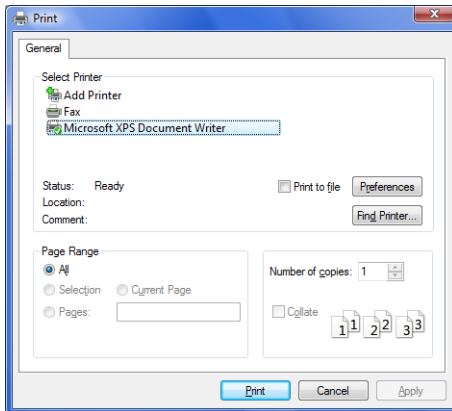 Print
General
Select Printer
Add Printer
Fax
Microsoft XPS Document Writer
Status: Ready
Print to file
Preferences
Location:
Comment:
Find Printer...
Page Range
All
Selection
Current Page
Pages:
Number of copies: 1
Collate
1 1 2 2 3 3
Print
Cancel
Apply